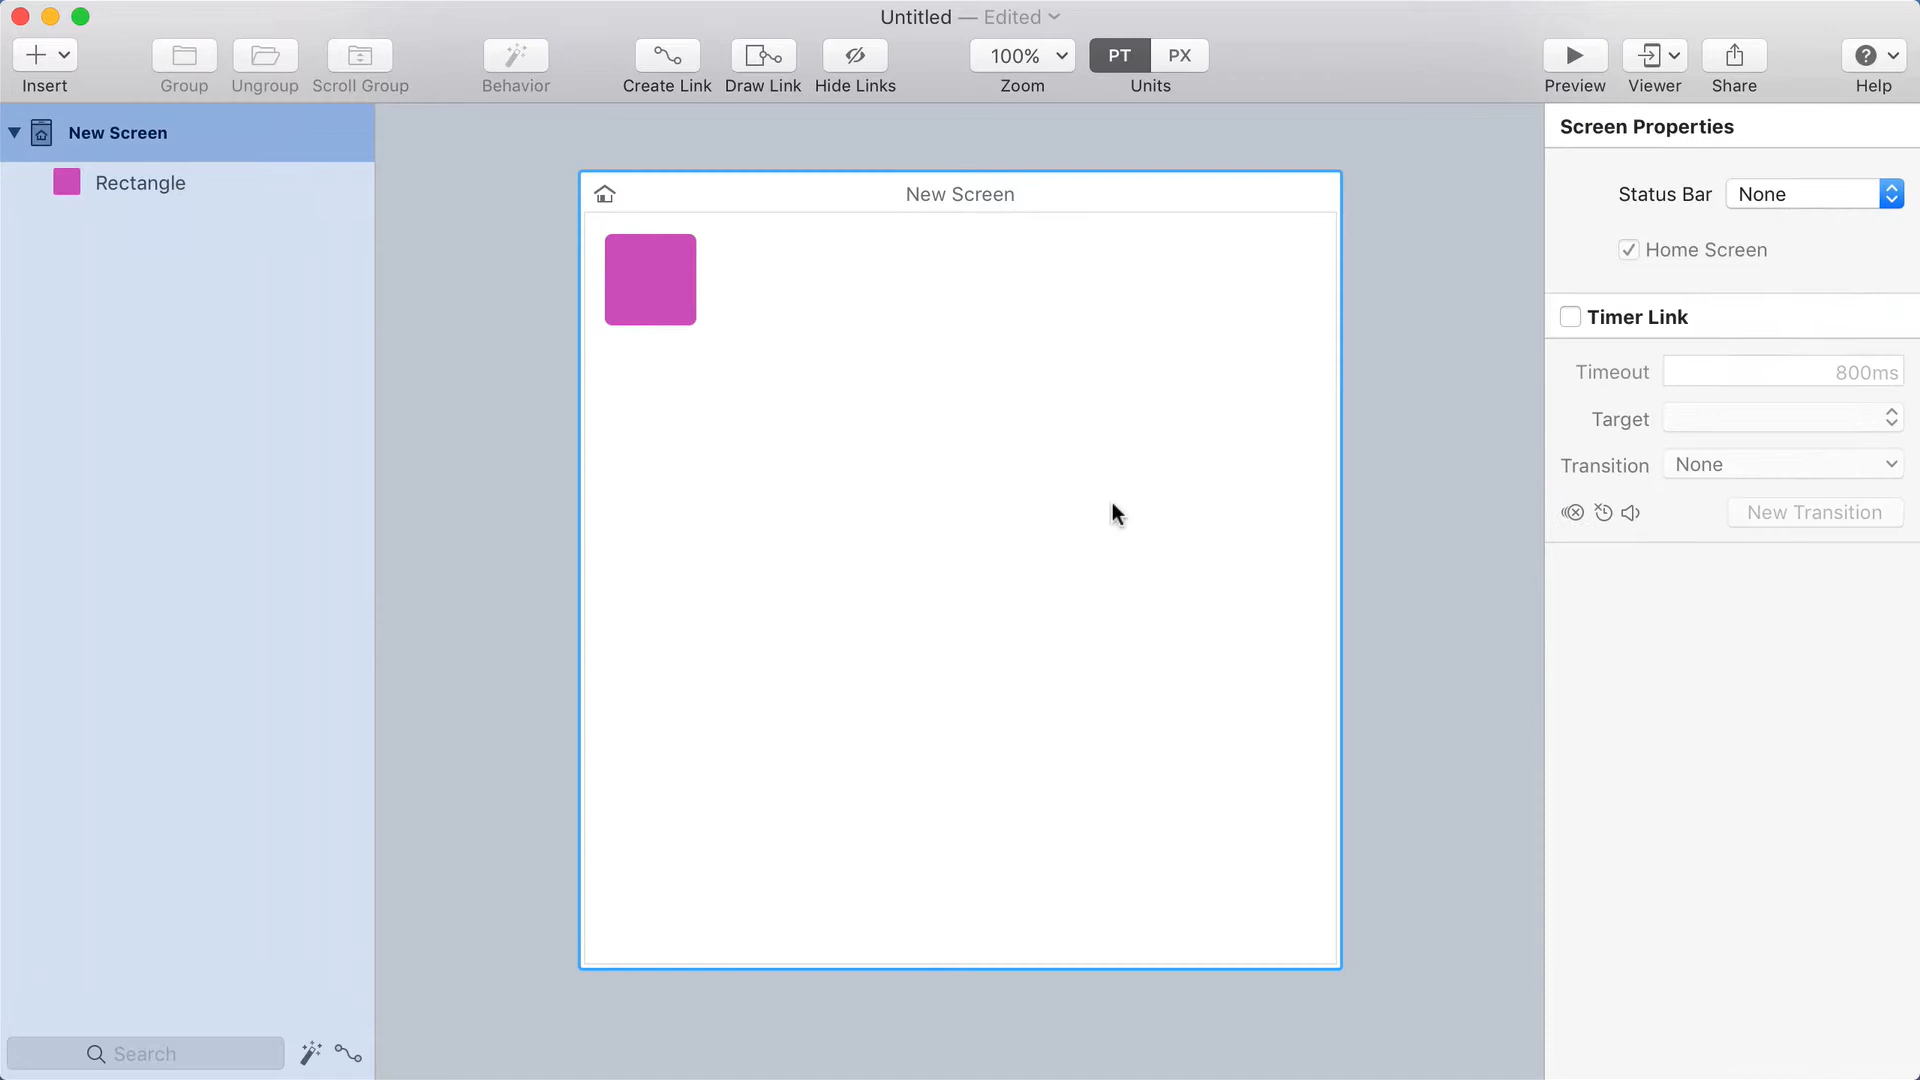 Untitled — Edited
Insert
Group
Ungroup
Scroll Group
Behavior
Create Link
Draw Link
Hide Links
100%
Zoom
PT
PX
Units
Preview
Viewer
Share
Help
New Screen
Rectangle
Search
New Screen
Screen Properties
Status Bar
None
Home Screen
Timer Link
Timeout
800ms
Target
Transition
None
New Transition